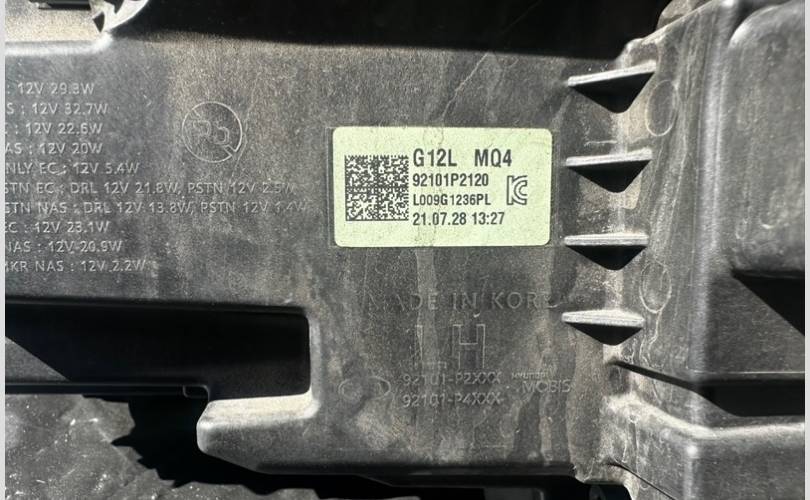 : 12V 29.3W
S : 12V 32.7W
: 12V 22.6W
AS : 12V 20W
NLY EC : 12V 5.4W
STN EC : DRL 12V 21.8W, PSTN 12V 2.5W
STN NAS : DRL 12V 13.8W, PSTN 12V 1.4W
EC : 12V 23.1W
NAS : 12V 20.9W
MKR NAS : 12V 2.2W
G12L MQ4
92101P2120
L009G1236PL
21.07.28 13:27
MADE IN KOREA
LH
92101-P2XXX
92101-P4XXX
HYUNDAI
MOBIS